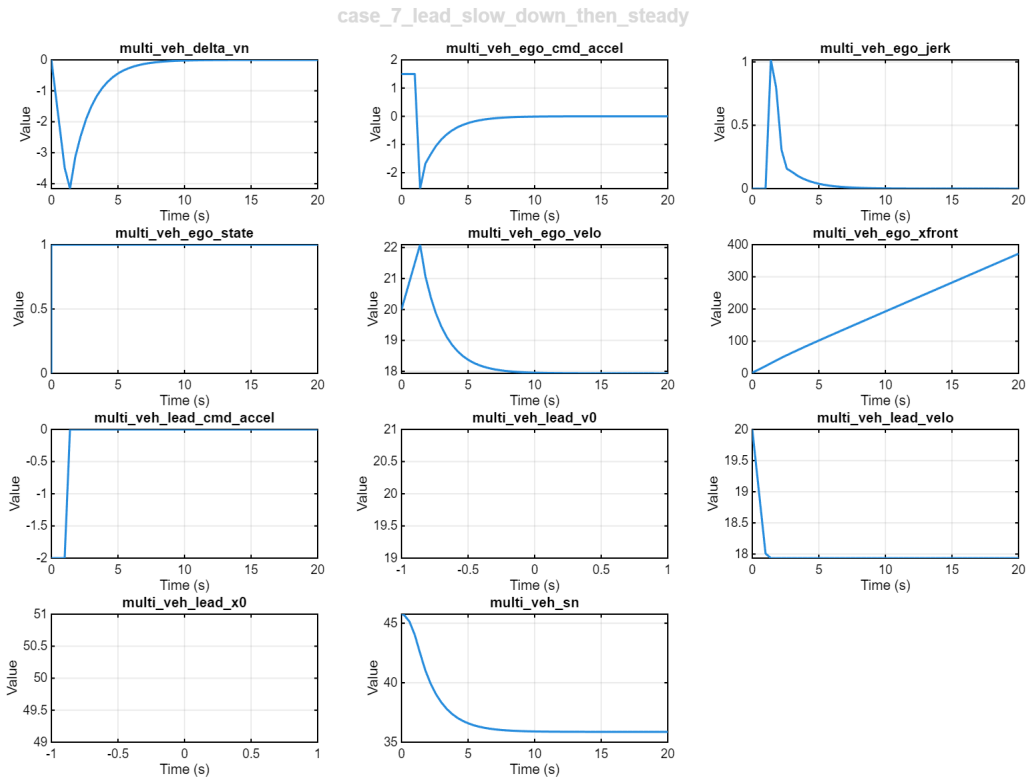 case_7_lead_slow_down_then_steady
multi_veh_delta_vn
multi_veh_ego_cmd_accel
multi_veh_ego_jerk
0
-1
-2
-3
-4
Value
0 5 10 15 20
Time (s)
2
1
0
-1
-2
Value
0 5 10 15 20
Time (s)
1
0.5
0
Value
0 5 10 15 20
Time (s)
multi_veh_ego_state
multi_veh_ego_velo
multi_veh_ego_xfront
1
0.5
0
Value
0 5 10 15 20
Time (s)
22
21
20
19
18
Value
0 5 10 15 20
Time (s)
400
300
200
100
0
Value
0 5 10 15 20
Time (s)
multi_veh_lead_cmd_accel
multi_veh_lead_v0
multi_veh_lead_velo
0
-0.5
-1
-1.5
-2
Value
0 5 10 15 20
Time (s)
21
20.5
20
19.5
19
Value
-1 -0.5 0 0.5 1
Time (s)
20
19.5
19
18.5
18
Value
0 5 10 15 20
Time (s)
multi_veh_lead_x0
multi_veh_sn
51
50.5
50
49.5
49
Value
-1 -0.5 0 0.5 1
Time (s)
45
40
35
Value
0 5 10 15 20
Time (s)